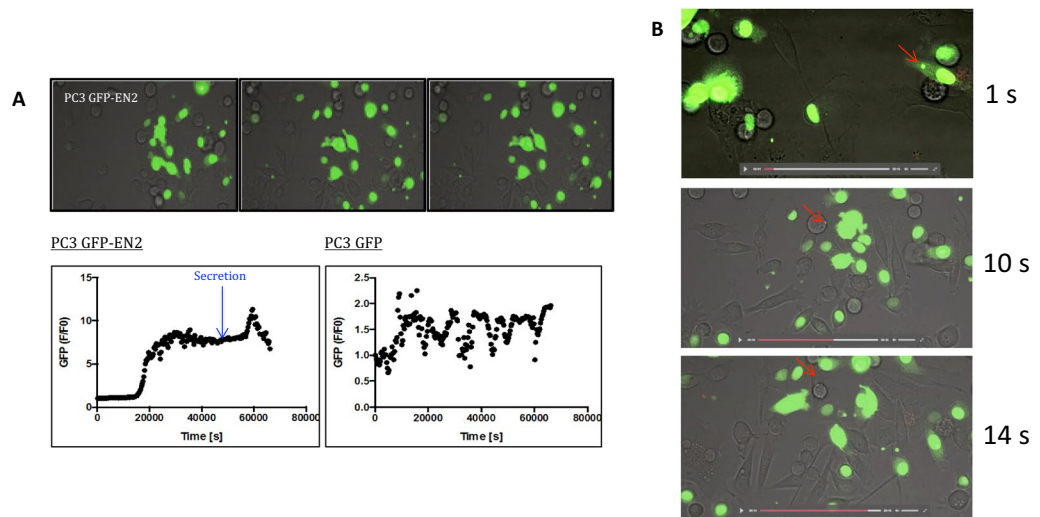 A
PC3 GFP-EN2
PC3 GFP-EN2
Secretion
GFP (F/F0)
15
10
5
0
0
20000
40000
60000
80000
Time [s]
PC3 GFP
GFP (F/F0)
2.5
2.0
1.5
1.0
0.5
0.0
0
20000
40000
60000
80000
Time [s]
B
1 s
10 s
14 s